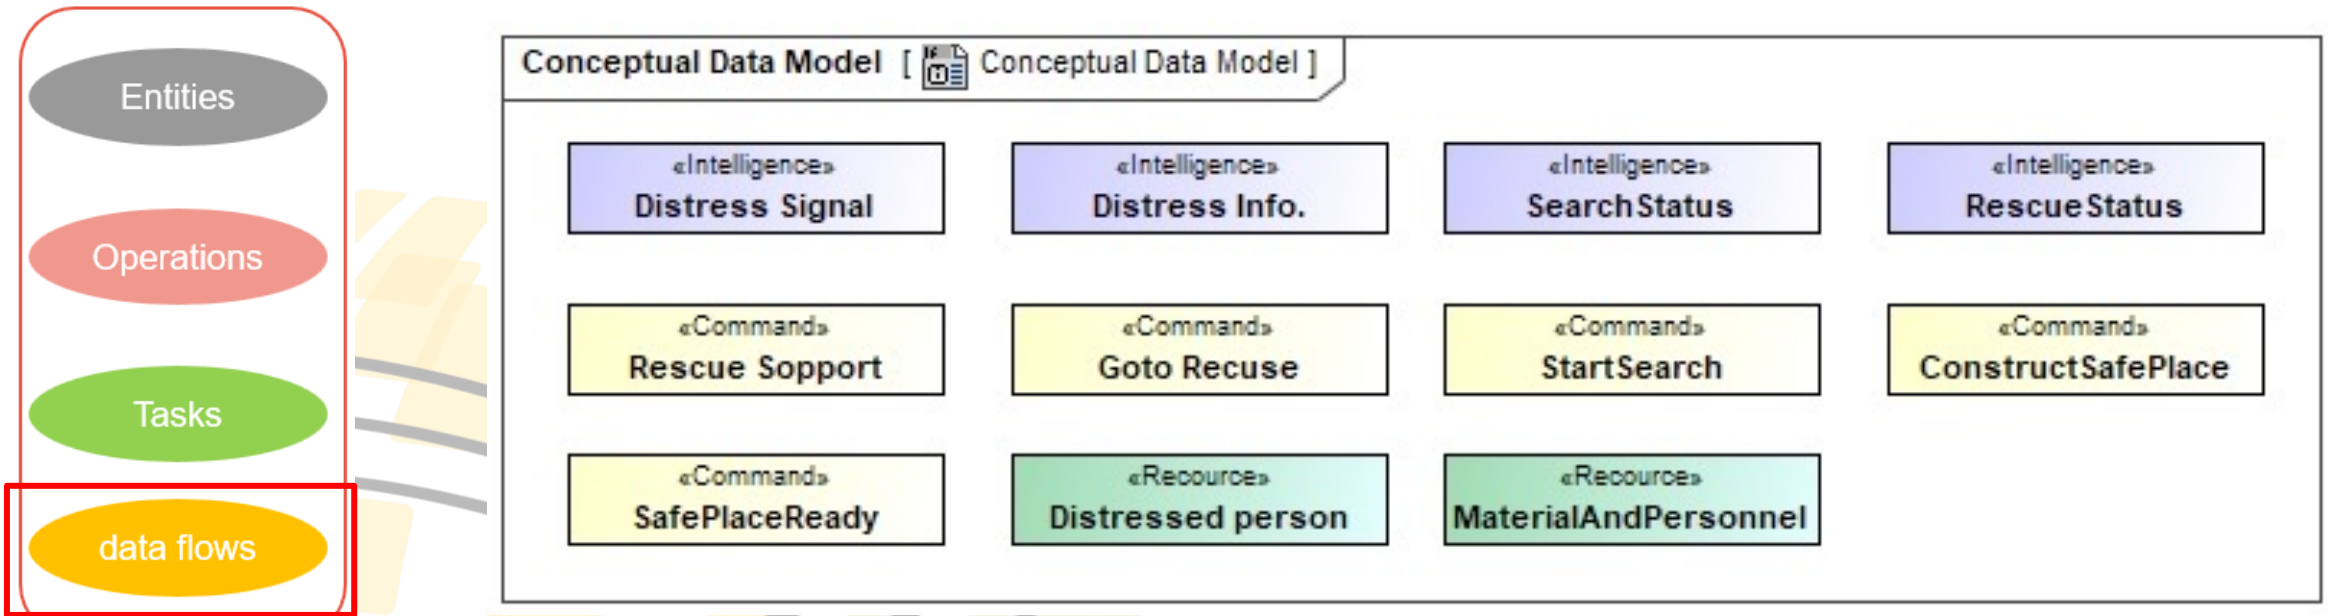 Entities
Operations
Tasks
data flows
Conceptual Data Model [ Conceptual Data Model ]
«Intelligence»
Distress Signal
«Intelligence»
Distress Info.
«Intelligence»
SearchStatus
«Intelligence»
RescueStatus
«Command»
Rescue Sopport
«Command»
Goto Recuse
«Command»
StartSearch
«Command»
ConstructSafePlace
«Command»
SafePlaceReady
«Recource»
Distressed person
«Recource»
MaterialAndPersonnel